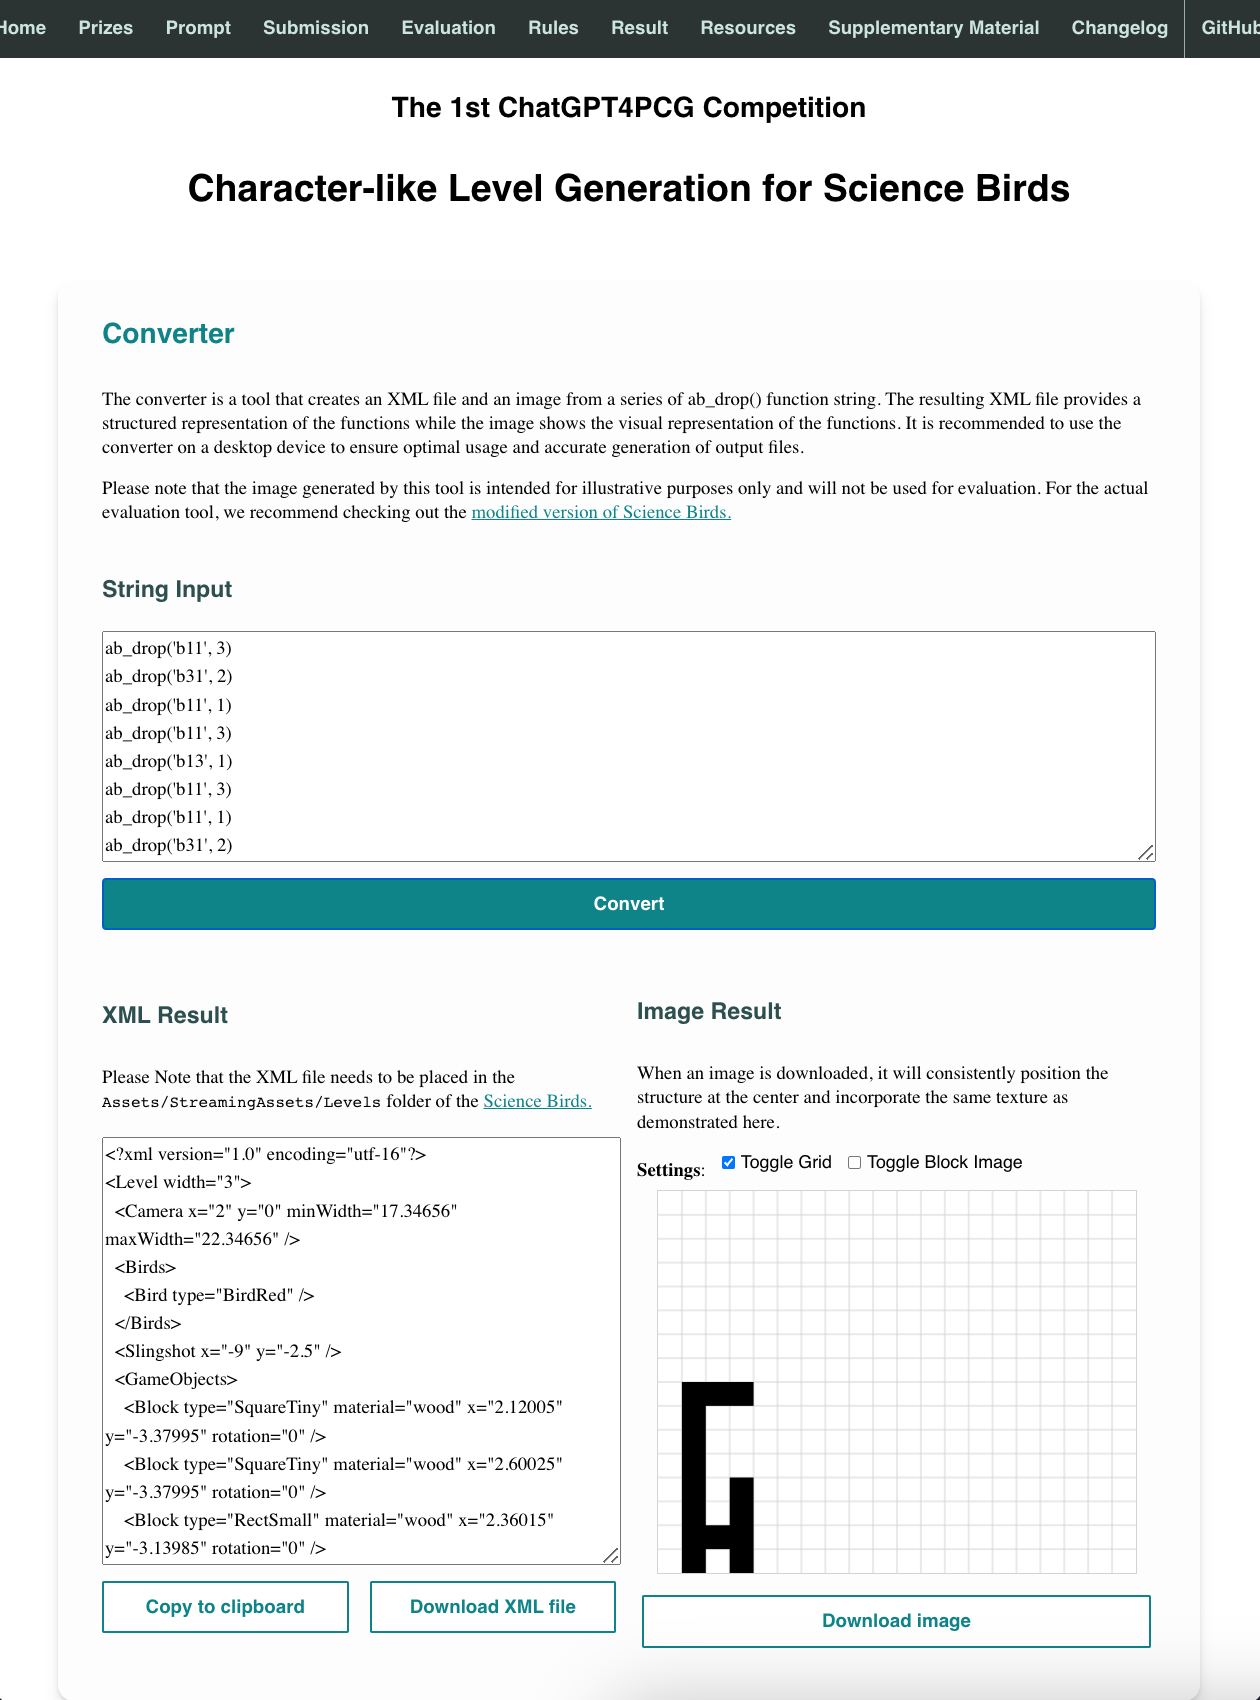 Home Prizes Prompt Submission Evaluation Rules Result Resources Supplementary Material Changelog GitHub
The 1st ChatGPT4PCG Competition
Character-like Level Generation for Science Birds
Converter
The converter is a tool that creates an XML file and an image from a series of ab_drop() function string. The resulting XML file provides a
structured representation of the functions while the image shows the visual representation of the functions. It is recommended to use the
converter on a desktop device to ensure optimal usage and accurate generation of output files.
Please note that the image generated by this tool is intended for illustrative purposes only and will not be used for evaluation. For the actual
evaluation tool, we recommend checking out the modified version of Science Birds.
String Input
ab_drop('b11', 3)
ab_drop('b31', 2)
ab_drop('b11', 1)
ab_drop('b11', 3)
ab_drop('b13', 1)
ab_drop('b11', 3)
ab_drop('b11', 1)
ab_drop('b31', 2)
Convert
XML Result
Please Note that the XML file needs to be placed in the
Assets/StreamingAssets/Levels folder of the Science Birds.
<?xml version="1.0" encoding="utf-16"?>
<Level width="3">
<Camera x="2" y="0" minWidth="17.34656"
maxWidth="22.34656" />
<Birds>
<Bird type="BirdRed" />
</Birds>
<Slingshot x="-9" y="-2.5" />
<GameObjects>
<Block type="SquareTiny" material="wood" x="2.12005"
y="-3.37995" rotation="0" />
<Block type="SquareTiny" material="wood" x="2.60025"
y="-3.37995" rotation="0" />
<Block type="RectSmall" material="wood" x="2.36015"
y="-3.13985" rotation="0" />
Copy to clipboard
Download XML file
Image Result
When an image is downloaded, it will consistently position the
structure at the center and incorporate the same texture as
demonstrated here.
Settings: Toggle Grid Toggle Block Image
Download image